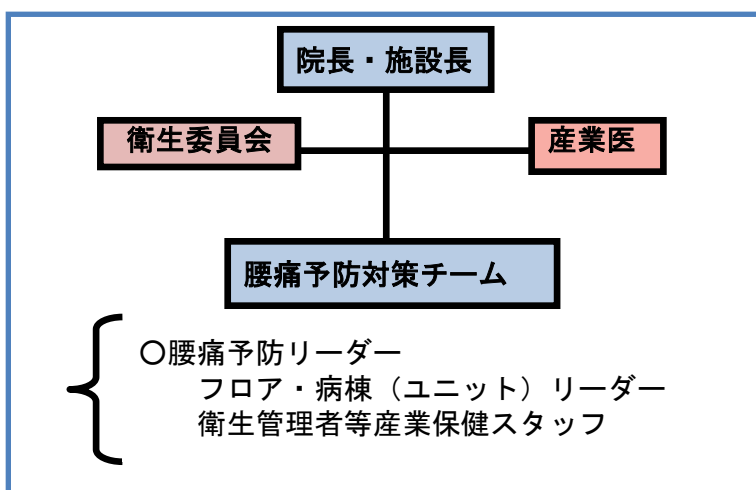 院長・施設長
衛生委員会
産業医
腰痛予防対策チーム
〇腰痛予防リーダー
フロア・病棟（ユニット）リーダー
衛生管理者等産業保健スタッフ